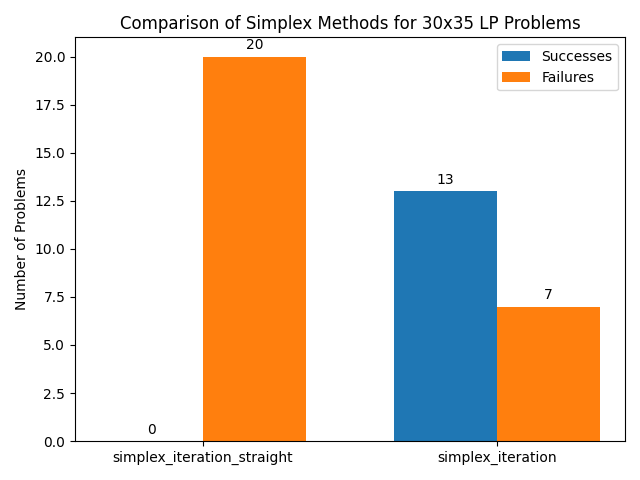 Comparison of Simplex Methods for 30x35 LP Problems
Number of Problems
20.0
17.5
15.0
12.5
10.0
7.5
5.0
2.5
0.0
0
20
13
7
Successes
Failures
simplex_iteration_straight
simplex_iteration